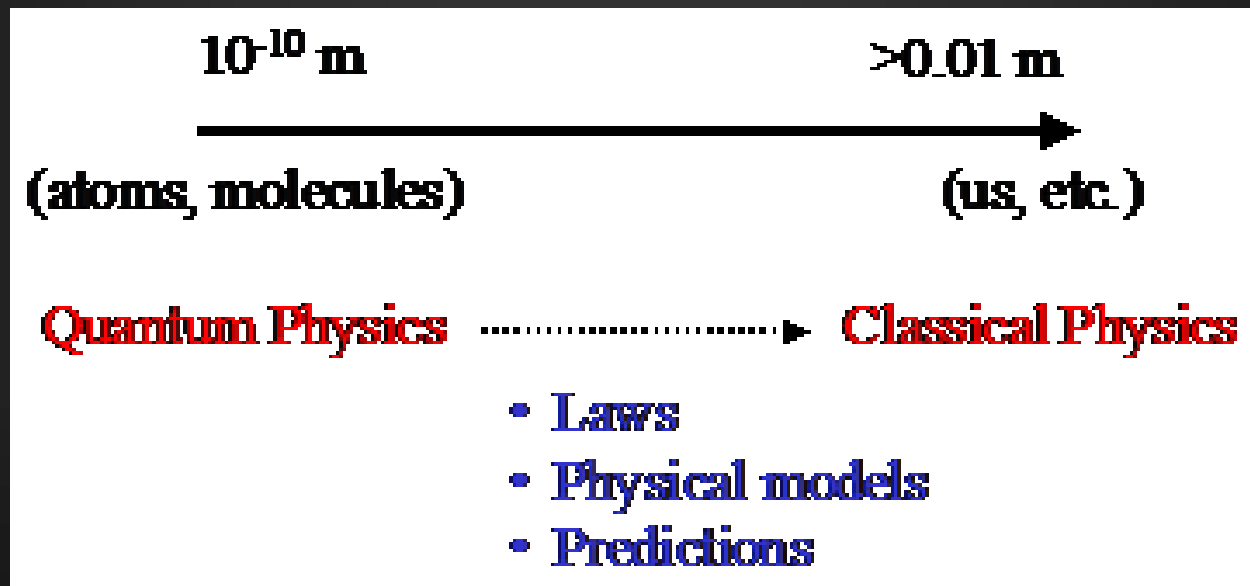 10⁻¹⁰ m >0.01 m
(atoms, molecules) (us, etc.)
Quantum Physics Classical Physics
• Laws
• Physical models
• Predictions